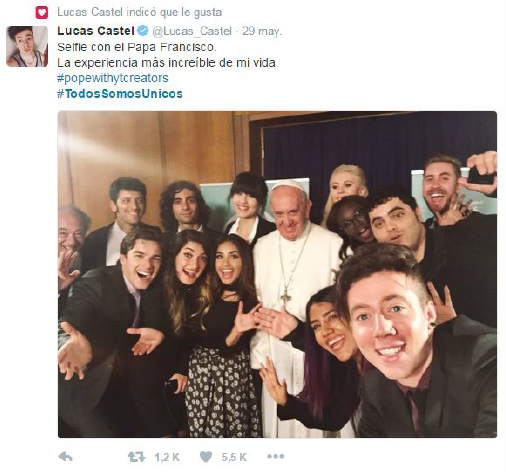 Lucas Castel indicó que le gusta
Lucas Castel @Lucas_Castel · 29 may.
Selfie con el Papa Francisco.
La experiencia más increíble de mi vida
#popewithytcreators
#TodosSomosUnicos
1,2 K 5,5 K